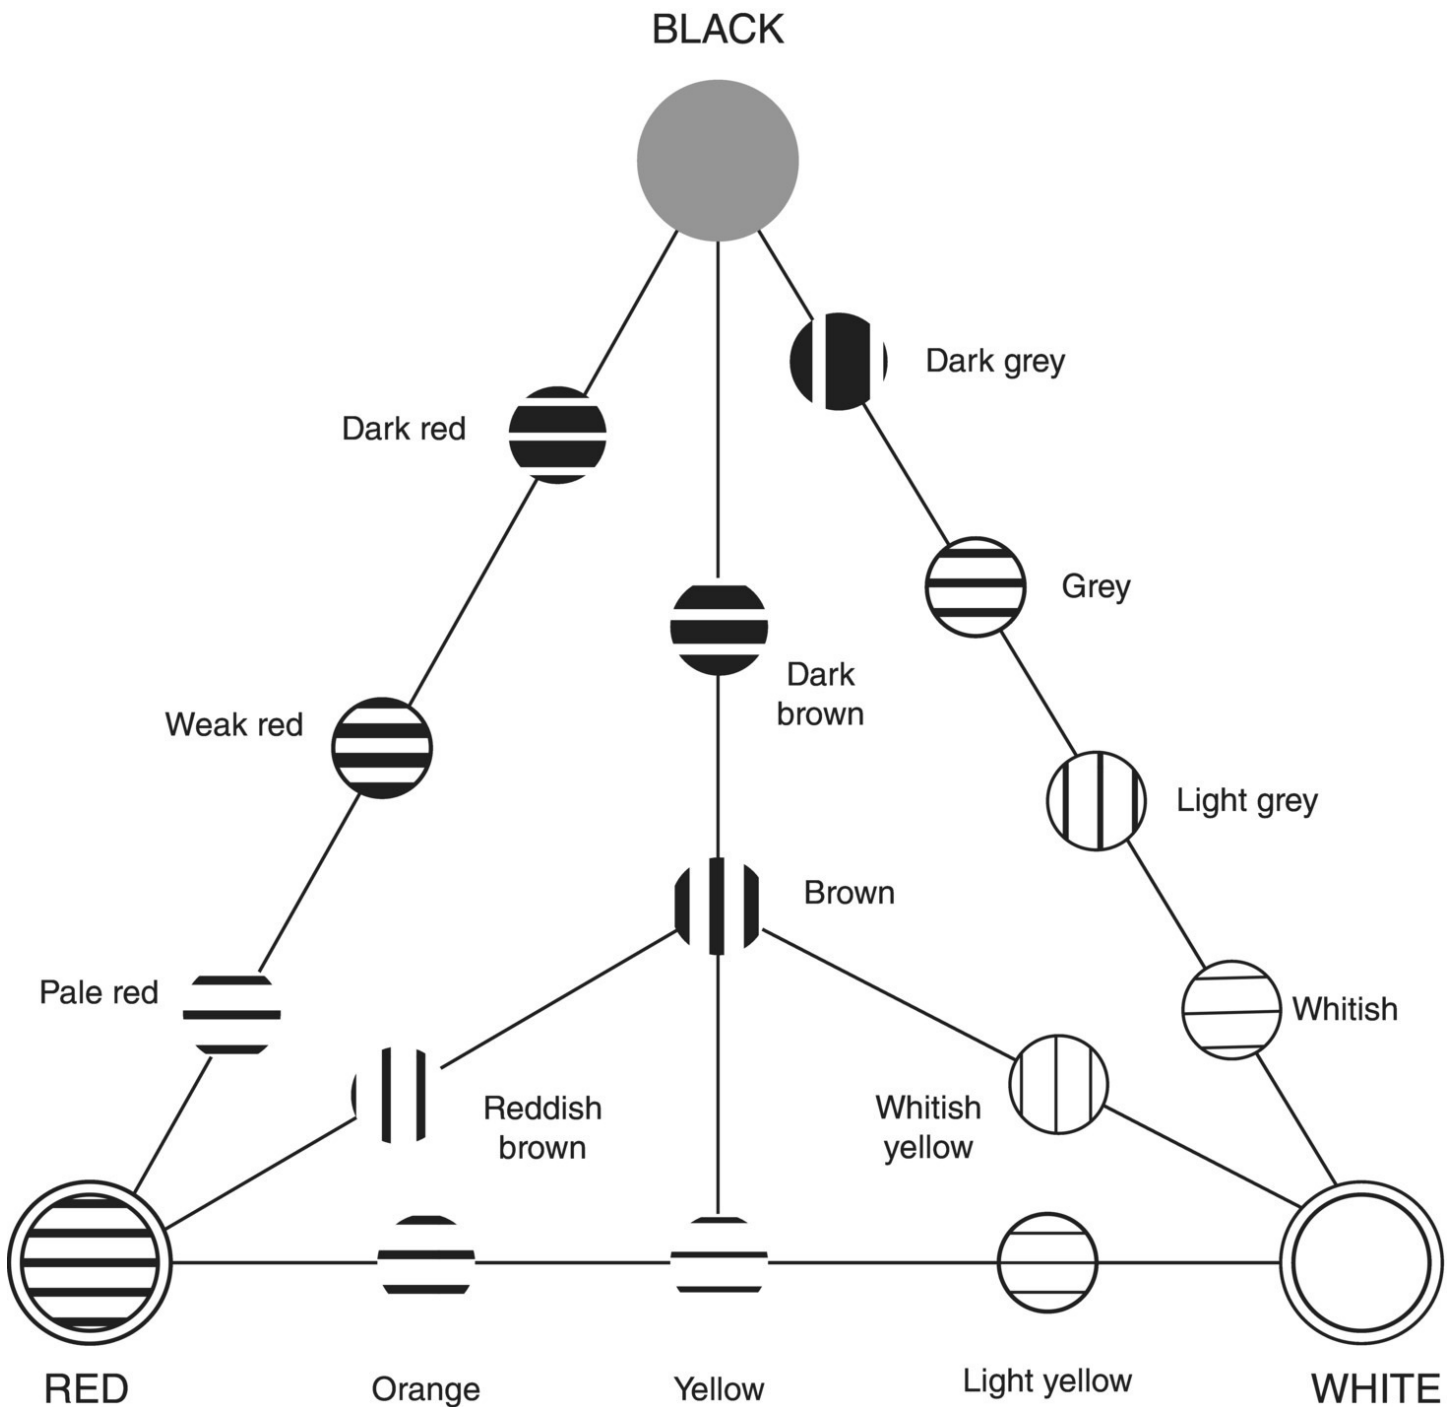 BLACK
Dark grey
Dark red
Grey
Dark
brown
Weak red
Light grey
Brown
Pale red
Whitish
Reddish
brown
Whitish
yellow
RED
Orange
Yellow
Light yellow
WHITE